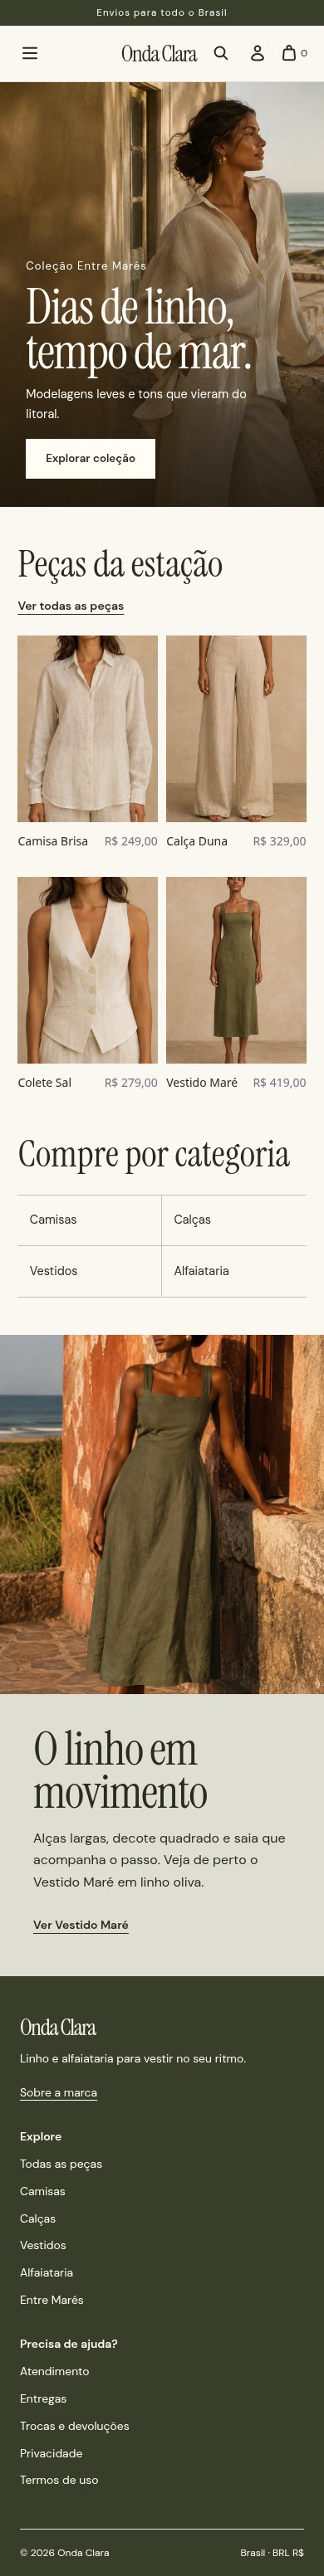 Envios para todo o Brasil
Onda Clara
0
Coleção Entre Marés
Dias de linho,
tempo de mar.
Modelagens leves e tons que vieram do
litoral.
Explorar coleção
Peças da estação
Ver todas as peças
Camisa Brisa R$ 249,00
Calça Duna R$ 329,00
Colete Sal R$ 279,00
Vestido Maré R$ 419,00
Compre por categoria
Camisas
Calças
Vestidos
Alfaiataria
O linho em
movimento
Alças largas, decote quadrado e saia que
acompanha o passo. Veja de perto o
Vestido Maré em linho oliva.
Ver Vestido Maré
Onda Clara
Linho e alfaiataria para vestir no seu ritmo.
Sobre a marca
Explore
Todas as peças
Camisas
Calças
Vestidos
Alfaiataria
Entre Marés
Precisa de ajuda?
Atendimento
Entregas
Trocas e devoluções
Privacidade
Termos de uso
© 2026 Onda Clara
Brasil · BRL R$